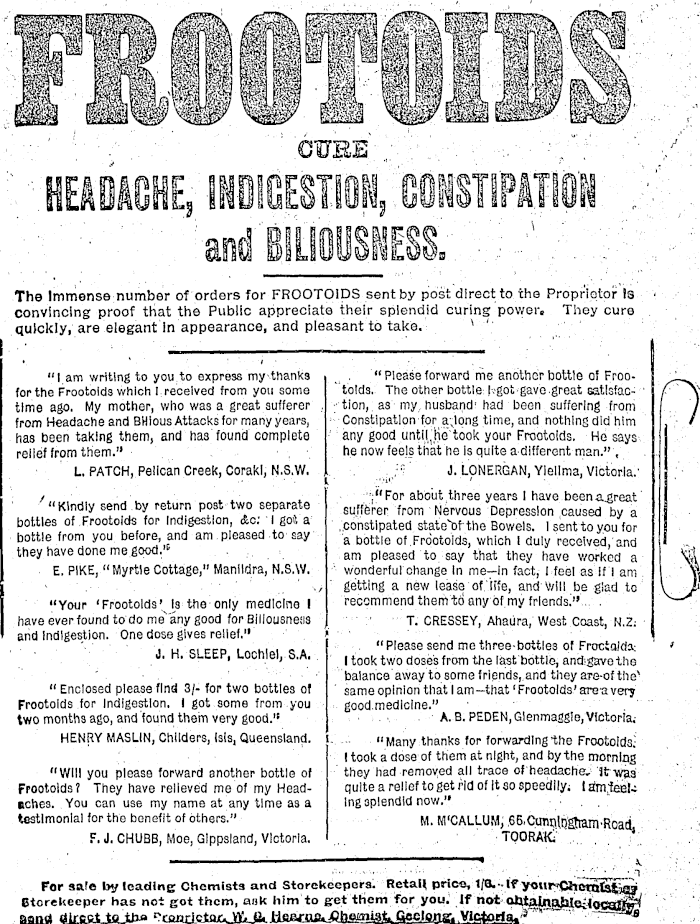 FROOTOIDS
CURE
HEADACHE, INDIGESTION, CONSTIPATION
and BILIOUSNESS.
The Immense number of orders for FROOTOIDS sent by post direct to the Proprietor is
convincing proof that the Public appreciate their splendid curing power. They cure
quickly, are elegant in appearance, and pleasant to take.
"I am writing to you to express my thanks
for the Frootoids which I received from you some
time ago. My mother, who was a great sufferer
from Headache and Bilious Attacks for many years,
has been taking them, and has found complete
relief from them."
L. PATCH, Pelican Creek, Coraki, N.S.W.
"Kindly send by return post two separate
bottles of Frootoids for Indigestion, &c. I got a
bottle from you before, and am pleased to say
they have done me good."
E. PIKE, "Myrtle Cottage," Manildra, N.S.W.
"Your 'Frootoids' is the only medicine I
have ever found to do me any good for Biliousness
and Indigestion. One dose gives relief."
J. H. SLEEP, Lochiel, S.A.
"Enclosed please find 3/- for two bottles of
Frootoids for Indigestion. I got some from you
two months ago, and found them very good."
HENRY MASLIN, Childers, Isis, Queensland.
"Will you please forward another bottle of
Frootoids? They have relieved me of my Head-
aches. You can use my name at any time as a
testimonial for the benefit of others."
F. J. CHUBB, Moe, Gippsland, Victoria.
"Please forward me another bottle of Froo-
toids. The other bottle I got gave great satisfac-
tion, as my husband had been suffering from
Constipation for a long time, and nothing did him
any good until he took your Frootoids. He says
he now feels that he is quite a different man."
J. LONERGAN, Yielima, Victoria.
"For about three years I have been a great
sufferer from Nervous Depression caused by a
constipated state of the Bowels. I sent to you for
a bottle of Frootoids, which I duly received, and
am pleased to say that they have worked a
wonderful change in me—in fact, I feel as if I am
getting a new lease of life, and will be glad to
recommend them to any of my friends."
T. CRESSEY, Ahaura, West Coast, N.Z.
"Please send me three bottles of Frootoids.
I took two doses from the last bottle, and gave the
balance away to some friends, and they are of the
same opinion that I am—that 'Frootoids' are a very
good medicine."
A. B. PEDEN, Glenmaggie, Victoria.
"Many thanks for forwarding the Frootoids.
I took a dose of them at night, and by the morning
they had removed all trace of headache. It was
quite a relief to get rid of it so speedily. I am feel-
ing splendid now."
M. M'CALLUM, 65 Cunningham Road,
TOORAK.
For sale by leading Chemists and Storekeepers. Retail price, 1/6. If your Chemist or
Storekeeper has not got them, ask him to get them for you. If not obtainable locally,
send direct to the Proprietor, W. G. Hearne, Chemist, Geelong, Victoria.